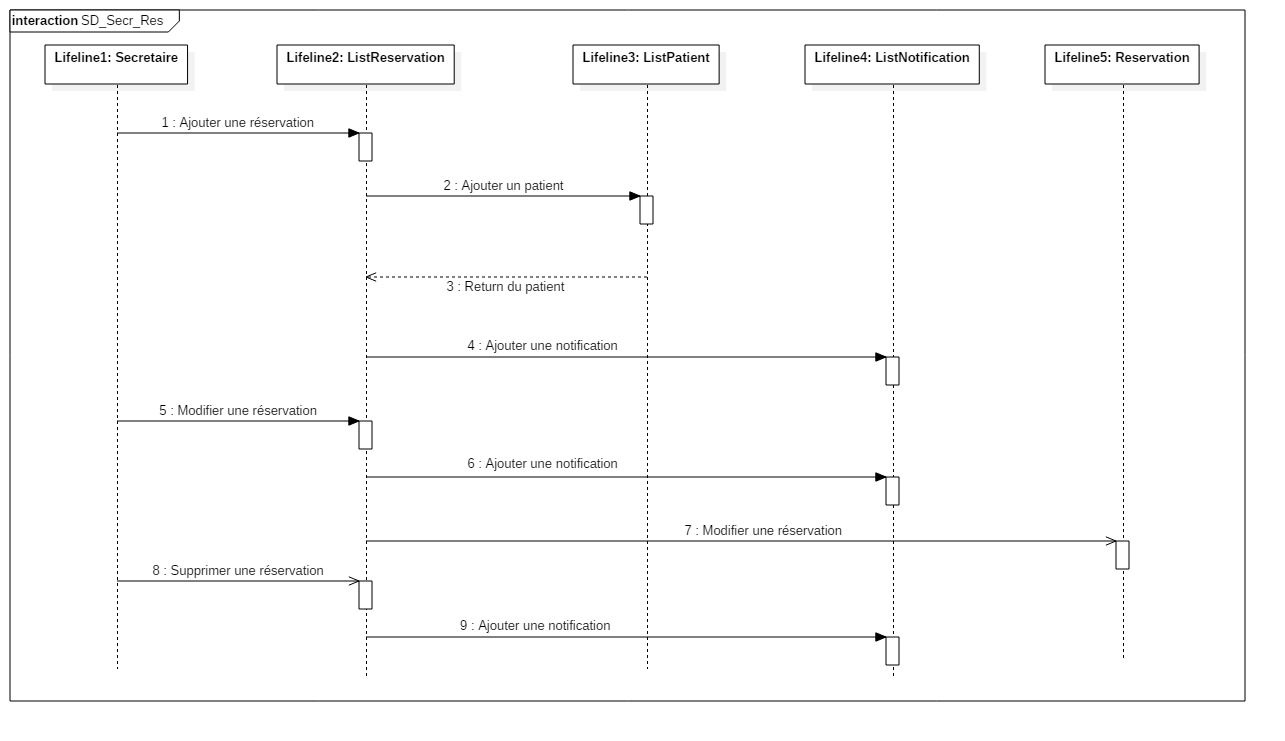 interaction SD_Secr_Res
Lifeline1: Secretaire
Lifeline2: ListReservation
Lifeline3: ListPatient
Lifeline4: ListNotification
Lifeline5: Reservation
1 : Ajouter une réservation
2 : Ajouter un patient
3 : Return du patient
4 : Ajouter une notification
5 : Modifier une réservation
6 : Ajouter une notification
7 : Modifier une réservation
8 : Supprimer une réservation
9 : Ajouter une notification